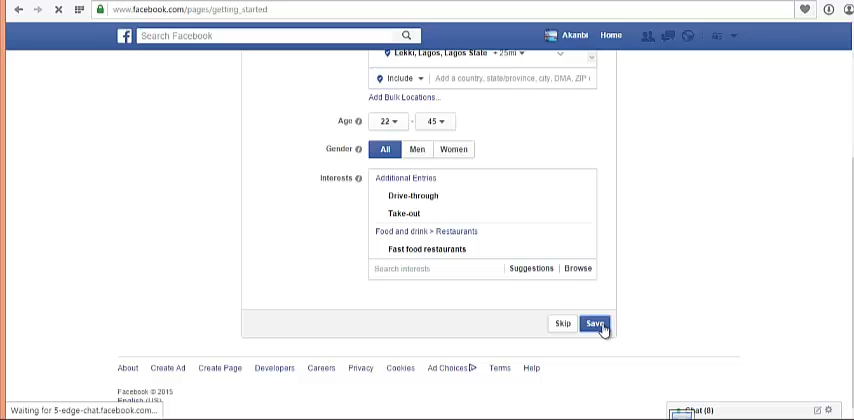 www.facebook.com/pages/getting_started
f Search Facebook Akanbi Home
Lekki, Lagos, Lagos State + 25mi
Include Add a country, state/province, city, DMA, ZIP
Add Bulk Locations...
Age 22 - 45
Gender All Men Women
Interests Additional Entries
Drive-through
Take-out
Food and drink > Restaurants
Fast food restaurants
Search interests Suggestions Browse
Skip Save
About Create Ad Create Page Developers Careers Privacy Cookies Ad Choices Terms Help
Facebook © 2015
English (US)
Waiting for 5-edge-chat.facebook.com... Chat (0)